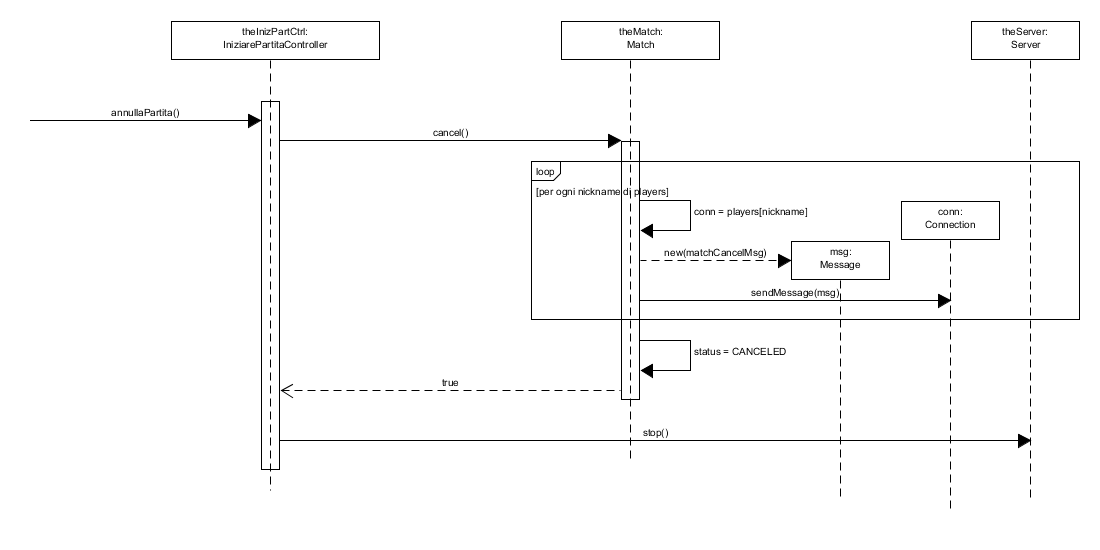 theInizPartCtrl:
IniziarePartitaController
theMatch:
Match
theServer:
Server
annullaPartita()
cancel()
loop
[per ogni nickname di players]
conn = players[nickname]
conn:
Connection
new(matchCancelMsg)
msg:
Message
sendMessage(msg)
status = CANCELED
true
stop()